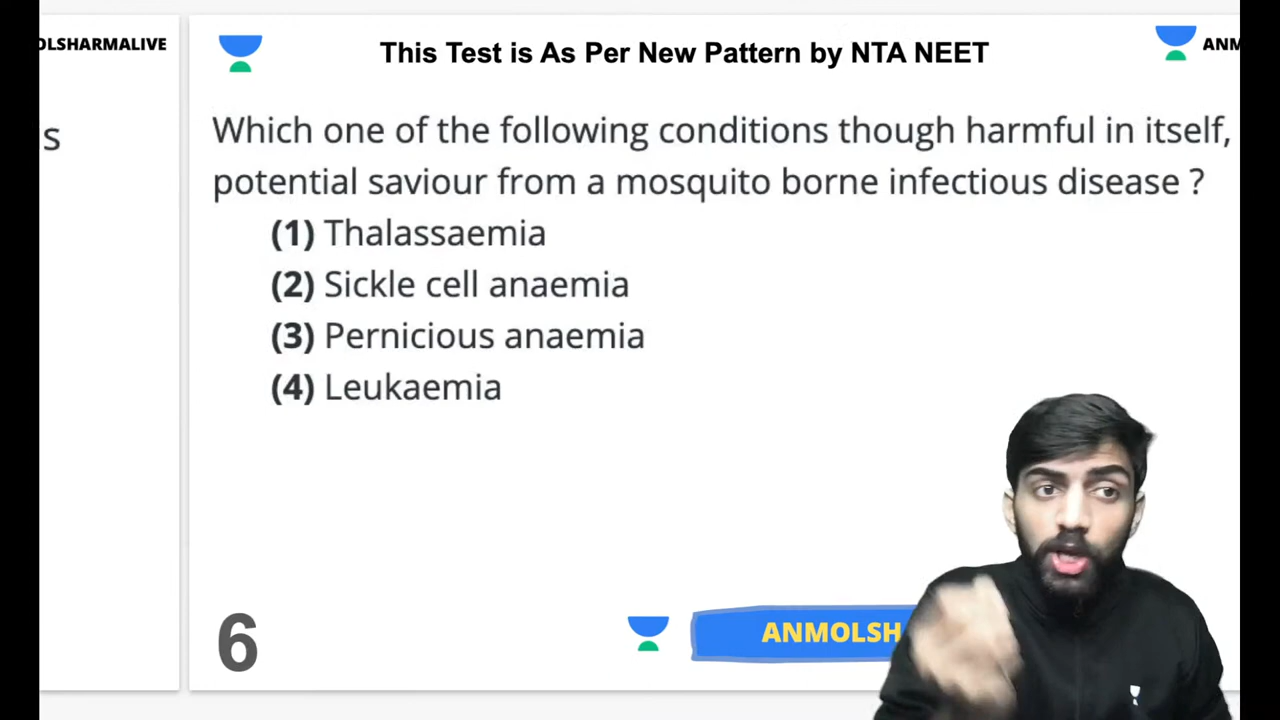 OLSHARMALIVE
This Test is As Per New Pattern by NTA NEET
ANM
s
Which one of the following conditions though harmful in itself,
potential saviour from a mosquito borne infectious disease ?
(1) Thalassaemia
(2) Sickle cell anaemia
(3) Pernicious anaemia
(4) Leukaemia
6
ANMOLSH